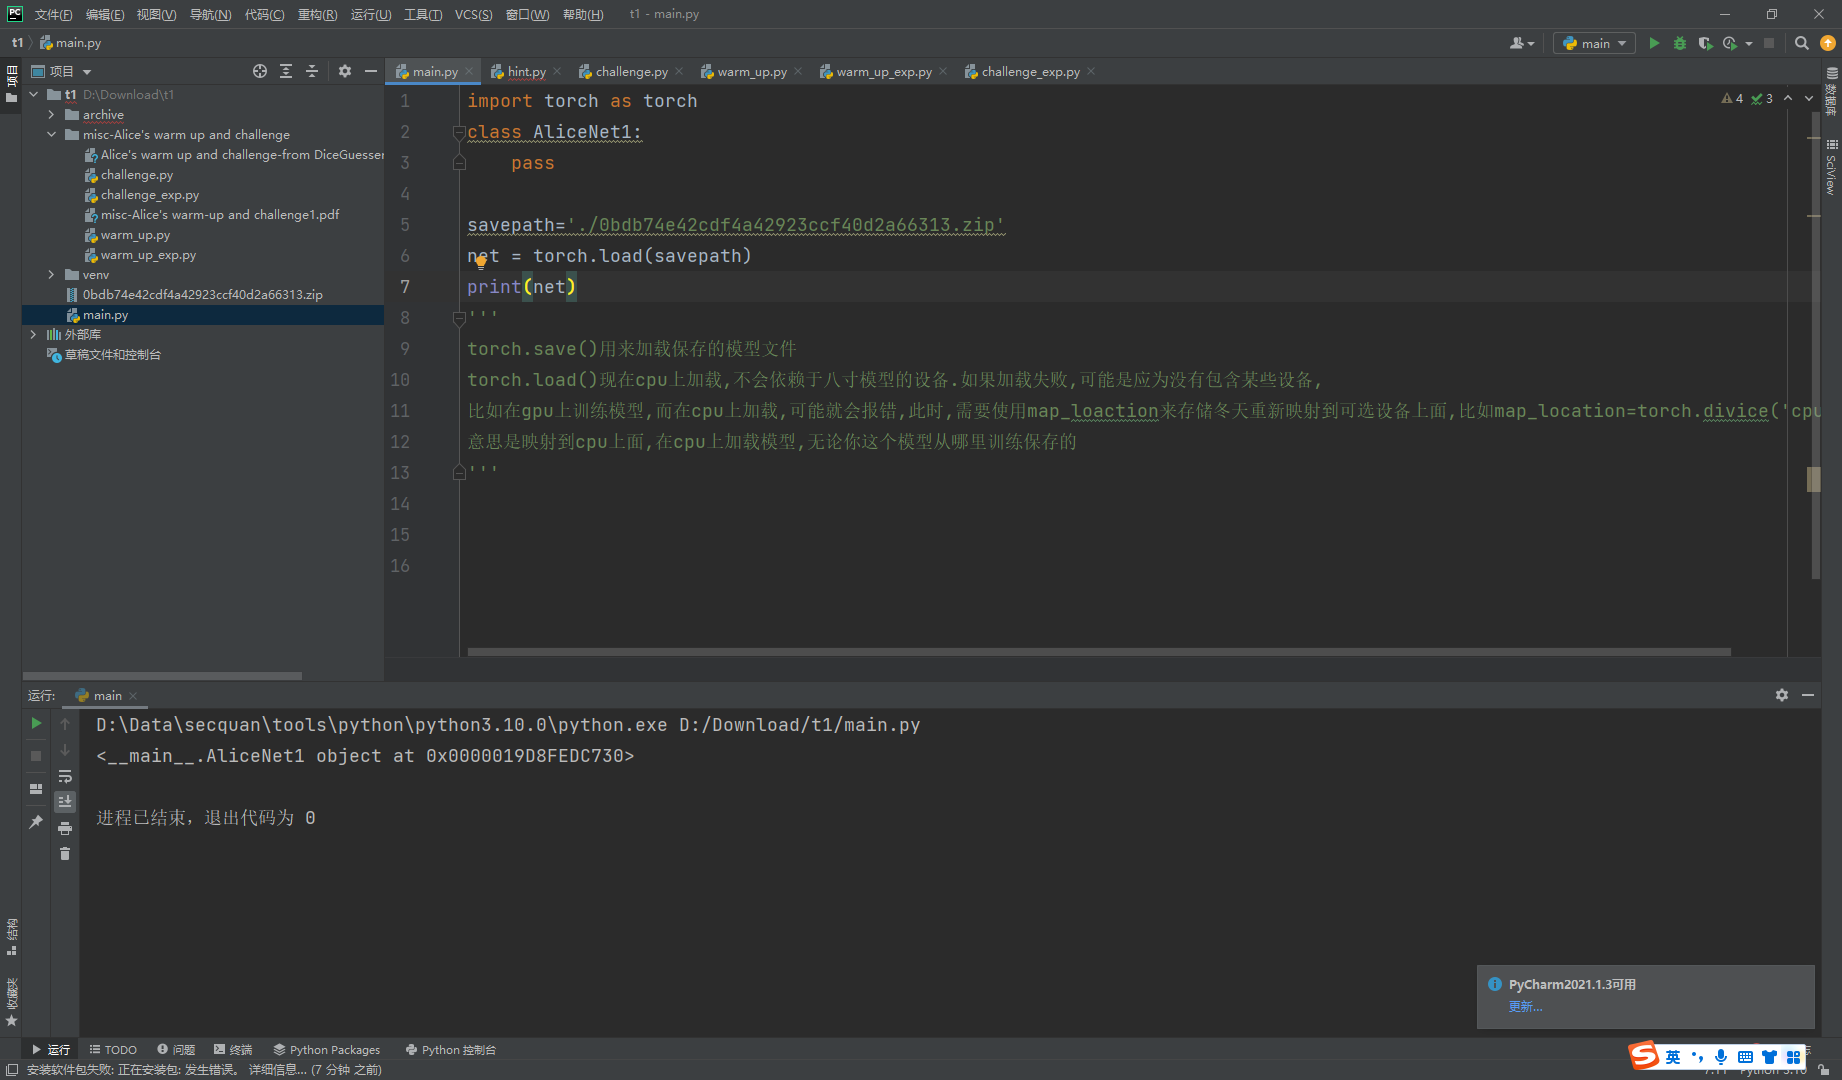 文件(F) 编辑(E) 视图(V) 导航(N) 代码(C) 重构(R) 运行(U) 工具(T) VCS(S) 窗口(W) 帮助(H) t1 - main.py
t1 main.py
main
项目
项目
main.py hint.py challenge.py warm_up.py warm_up_exp.py challenge_exp.py
t1 D:\Download\t1
archive
misc-Alice's warm up and challenge
Alice's warm up and challenge-from DiceGuesser
challenge.py
challenge_exp.py
misc-Alice's warm-up and challenge1.pdf
warm_up.py
warm_up_exp.py
venv
0bdb74e42cdf4a42923ccf40d2a66313.zip
main.py
外部库
草稿文件和控制台
4 3
数据库
SciView
1 import torch as torch
2 class AliceNet1:
3 pass
4
5 savepath='./0bdb74e42cdf4a42923ccf40d2a66313.zip'
6 net = torch.load(savepath)
7 print(net)
8 '''
9 torch.save()用来加载保存的模型文件
10 torch.load()现在cpu上加载,不会依赖于八寸模型的设备.如果加载失败,可能是应为没有包含某些设备,
11 比如在gpu上训练模型,而在cpu上加载,可能就会报错,此时,需要使用map_loaction来存储冬天重新映射到可选设备上面,比如map_location=torch.divice('cpu
12 意思是映射到cpu上面,在cpu上加载模型,无论你这个模型从哪里训练保存的
13 '''
14
15
16
运行: main
D:\Data\secquan\tools\python\python3.10.0\python.exe D:/Download/t1/main.py
<__main__.AliceNet1 object at 0x0000019D8FEDC730>
进程已结束，退出代码为 0
结构
收藏夹
PyCharm2021.1.3可用
更新...
运行 TODO 问题 终端 Python Packages Python 控制台
英
安装软件包失败: 正在安装包: 发生错误。 详细信息... (7 分钟 之前)